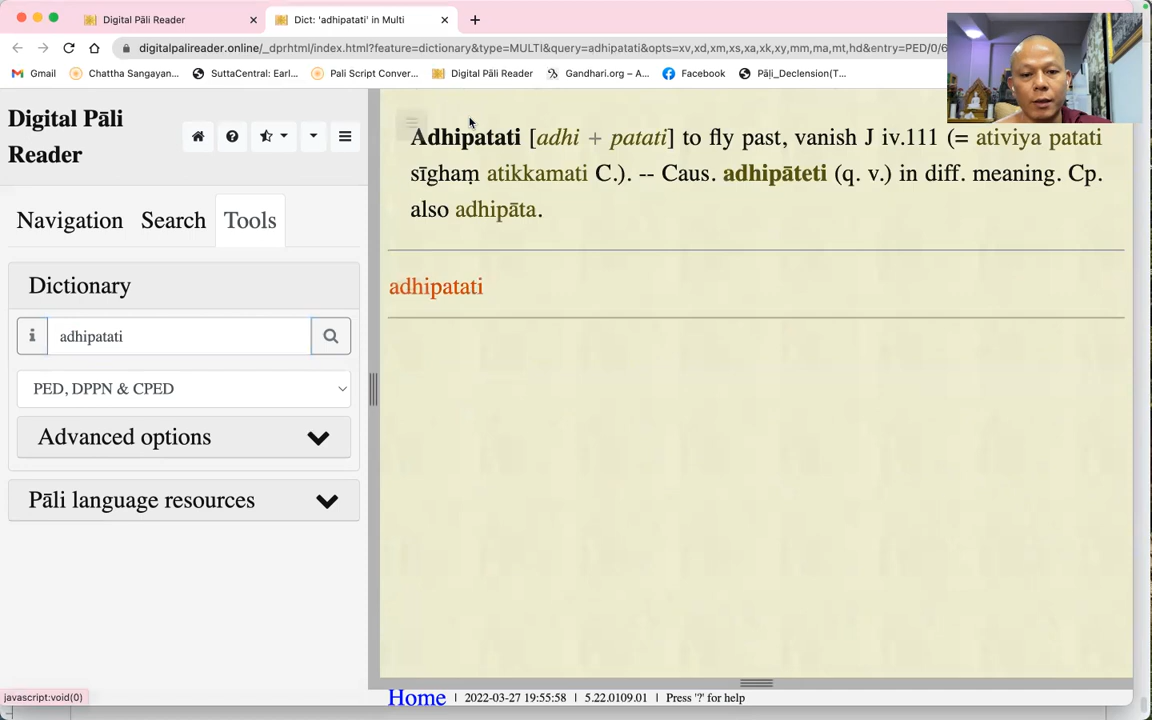 Digital Pāli Reader
Dict: 'adhipatati' in Multi
digitalpalireader.online/_dprhtml/index.html?feature=dictionary&type=MULTI&query=adhipatati&opts=xv,xd,xm,xs,xa,xk,xy,mm,ma,mt,hd&entry=PED/0/6
Gmail
Chattha Sangayan...
SuttaCentral: Earl...
Pali Script Conver...
Digital Pāli Reader
Gandhari.org – A...
Facebook
Pāḷi_Declension(T...
Digital Pāli
Reader
Navigation Search Tools
Dictionary
adhipatati
PED, DPPN & CPED
Advanced options
Pāli language resources
Adhipatati [adhi + patati] to fly past, vanish J iv.111 (= ativiya patati
sīghaṃ atikkamati C.). -- Caus. adhipāteti (q. v.) in diff. meaning. Cp.
also adhipāta.
adhipatati
javascript:void(0)
Home | 2022-03-27 19:55:58 | 5.22.0109.01 | Press '?' for help